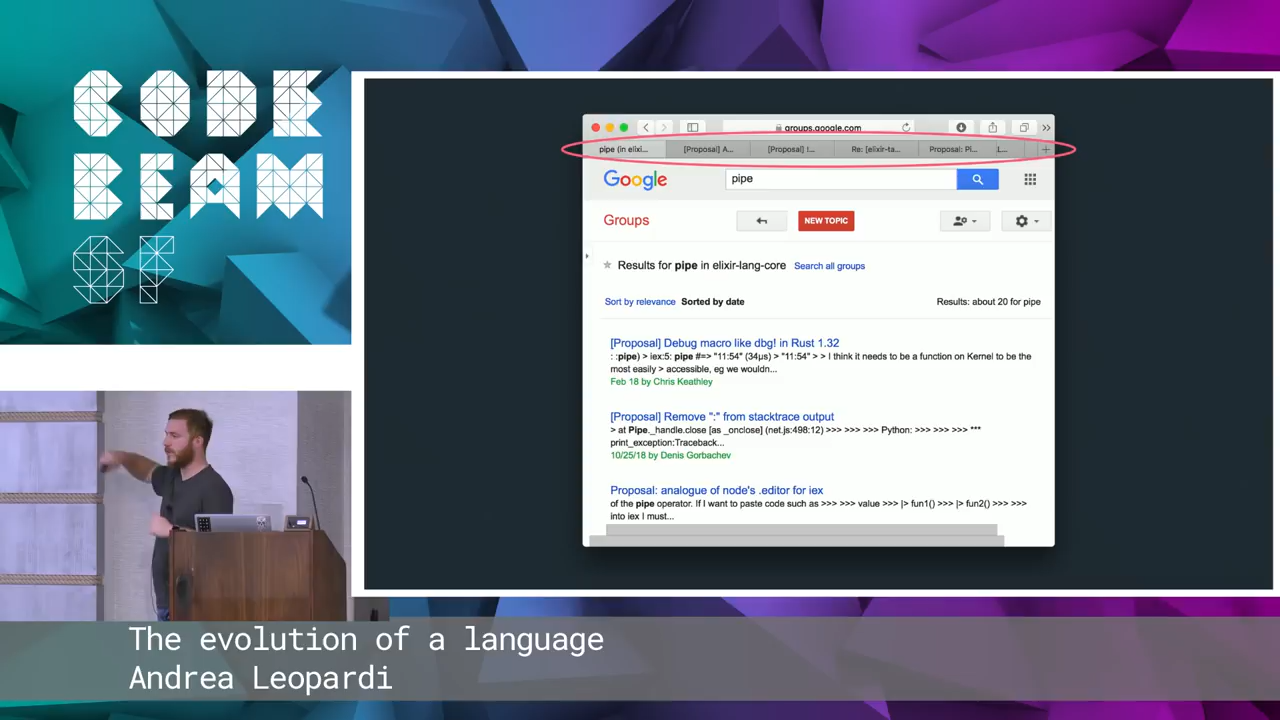 CODE
BEAM
SF
groups.google.com
pipe (in elixi...
[Proposal] A...
[Proposal] I...
Re: [elixir-ta...
Proposal: Pi...
L...
Google
pipe
Groups
NEW TOPIC
Results for pipe in elixir-lang-core Search all groups
Sort by relevance Sorted by date
Results: about 20 for pipe
[Proposal] Debug macro like dbg! in Rust 1.32
: :pipe) > iex:5: pipe #=> "11:54" (34µs) > "11:54" > > I think it needs to be a function on Kernel to be the
most easily > accessible, eg we wouldn...
Feb 18 by Chris Keathley
[Proposal] Remove ":" from stacktrace output
> at Pipe._handle.close [as _onclose] (net.js:498:12) >>> >>> >>> Python: >>> >>> >>> ***
print_exception:Traceback...
10/25/18 by Denis Gorbachev
Proposal: analogue of node's .editor for iex
of the pipe operator. If I want to paste code such as >>> >>> value >>> |> fun1() >>> |> fun2() >>> >>>
into iex I must...
The evolution of a language
Andrea Leopardi